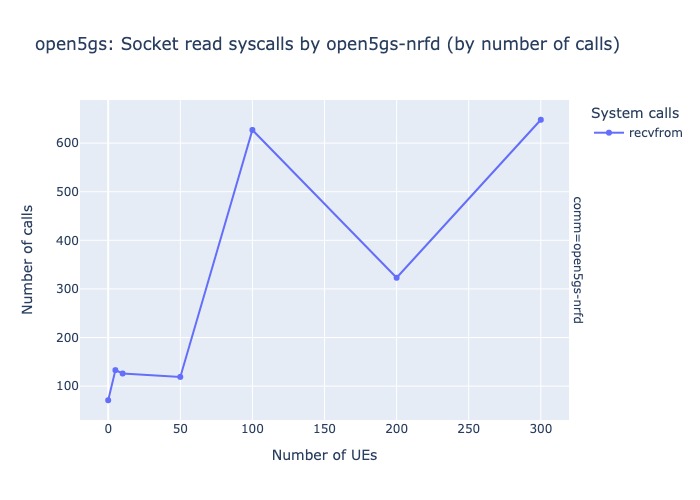 open5gs: Socket read syscalls by open5gs-nrfd (by number of calls)
System calls
recvfrom
600
500
400
300
200
100
Number of calls
comm=open5gs-nrfd
0 50 100 150 200 250 300
Number of UEs